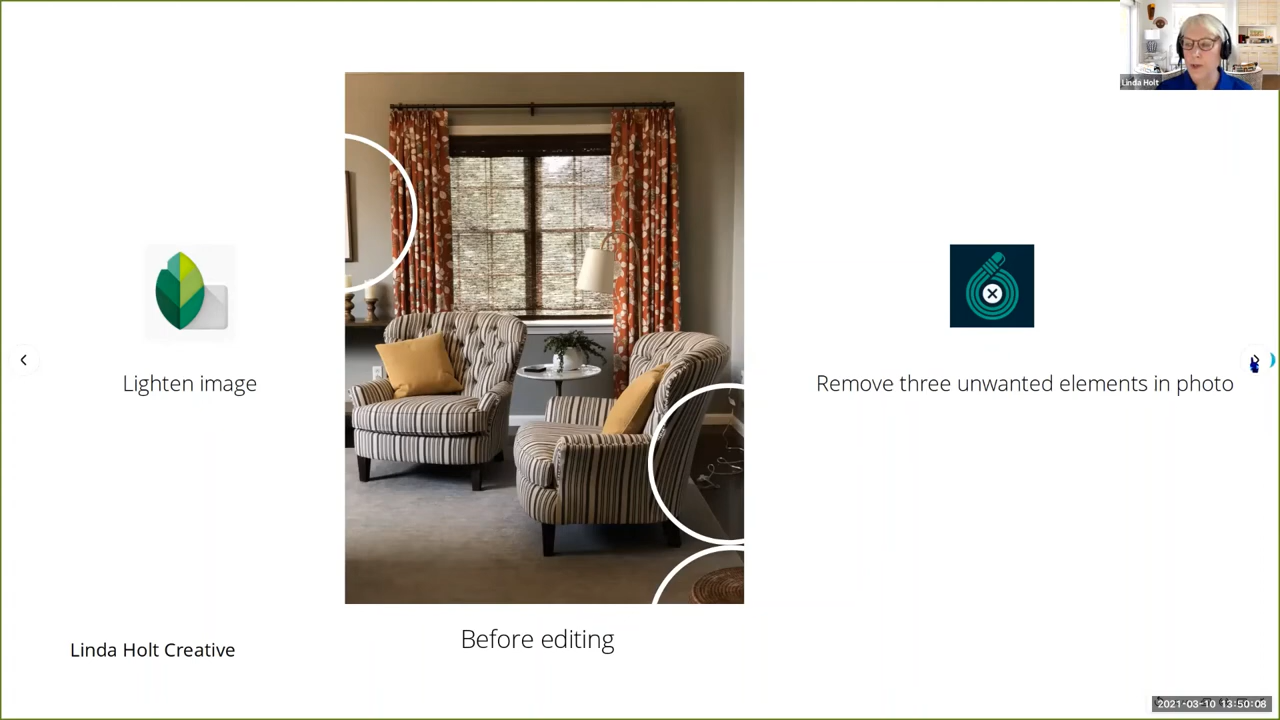 Linda Holt
Lighten image
Remove three unwanted elements in photo
Before editing
Linda Holt Creative
2021-03-10 13:50:08